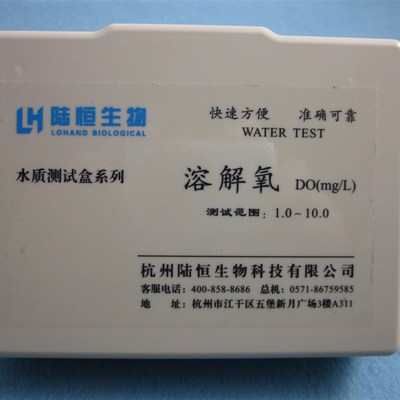 LH 陆恒生物
LOHAND BIOLOGICAL
快速方便 准确可靠
WATER TEST
水质测试盒系列
溶解氧 DO(mg/L)
测试范围：1.0~10.0
杭州陆恒生物科技有限公司
客服电话：400-858-8686 总机：0571-86759585
地 址：杭州市江干区五堡新月广场3楼A311